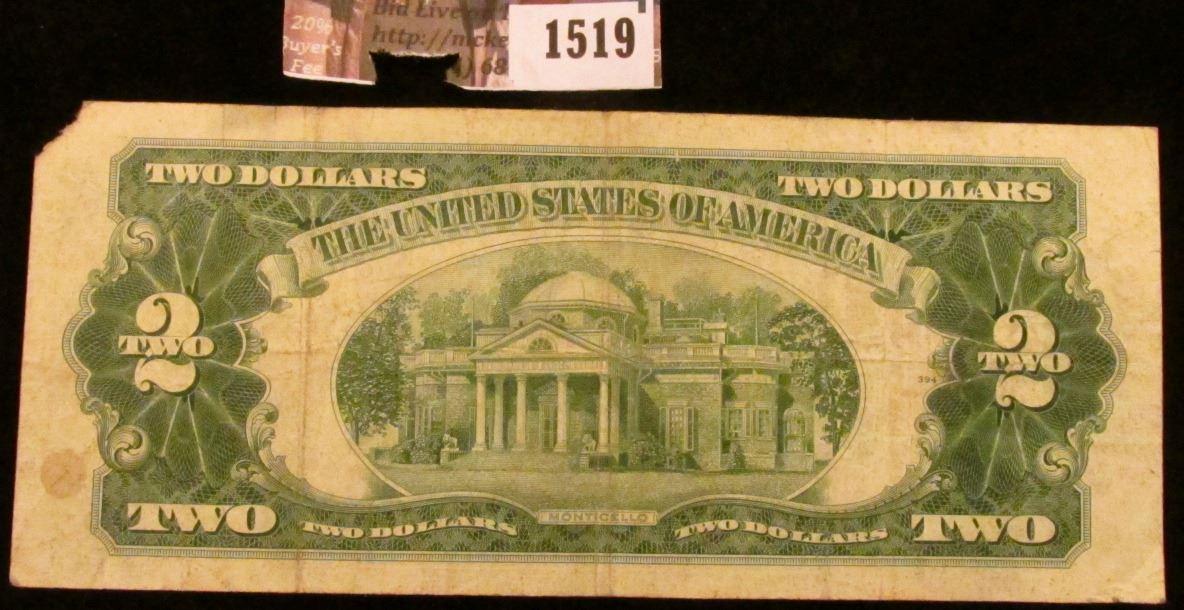 20%
Buyer's
Fee
Bid Live
http://
68
1519
TWO DOLLARS
TWO DOLLARS
THE UNITED STATES OF AMERICA
2
TWO
2
TWO
394
TWO
TWO DOLLARS
MONTICELLO
TWO DOLLARS
TWO